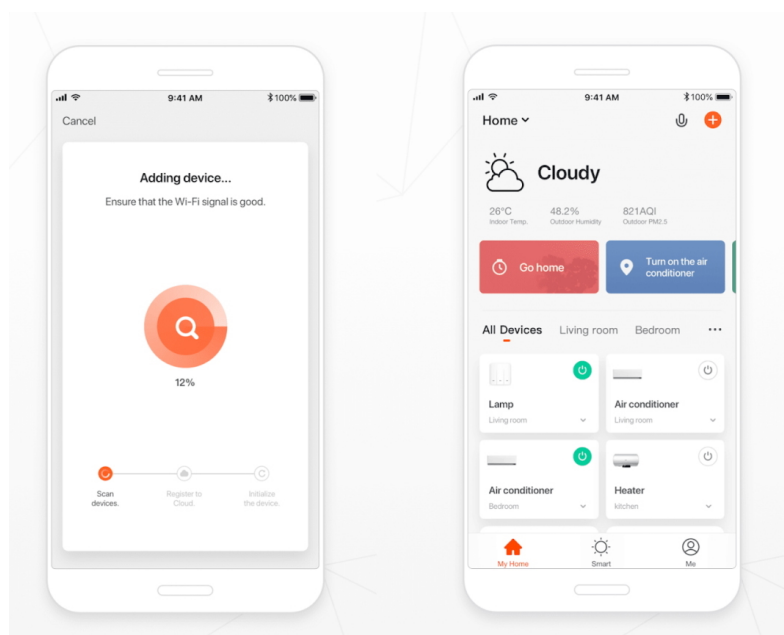 9:41 AM
100%
Cancel
Adding device...
Ensure that the Wi-Fi signal is good.
12%
Scan
devices.
Register to
Cloud.
Initialize
the device.
9:41 AM
100%
Home
Cloudy
26°C
48.2%
821AQI
Indoor Temp.
Outdoor Humidity
Outdoor PM2.5
Go home
Turn on the air
conditioner
All Devices
Living room
Bedroom
Lamp
Living room
Air conditioner
Living room
Air conditioner
Bedroom
Heater
kitchen
My Home
Smart
Me